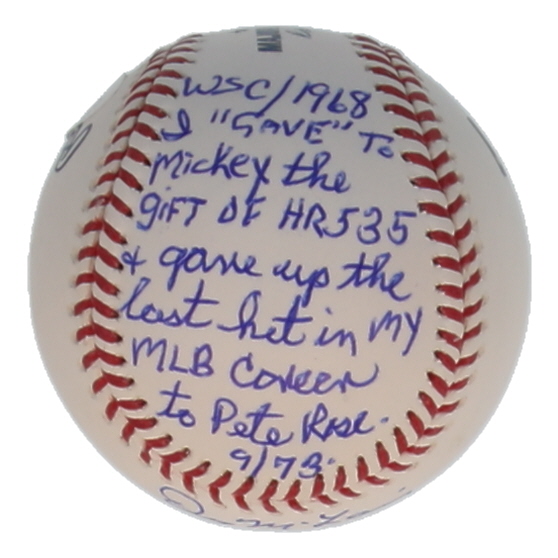 MAJ
WSC/1968
I "GAVE" To
Mickey the
GIFT OF HR535
+ gave up the
last hit in MY
MLB Career
to Pete Rose.
9/73.